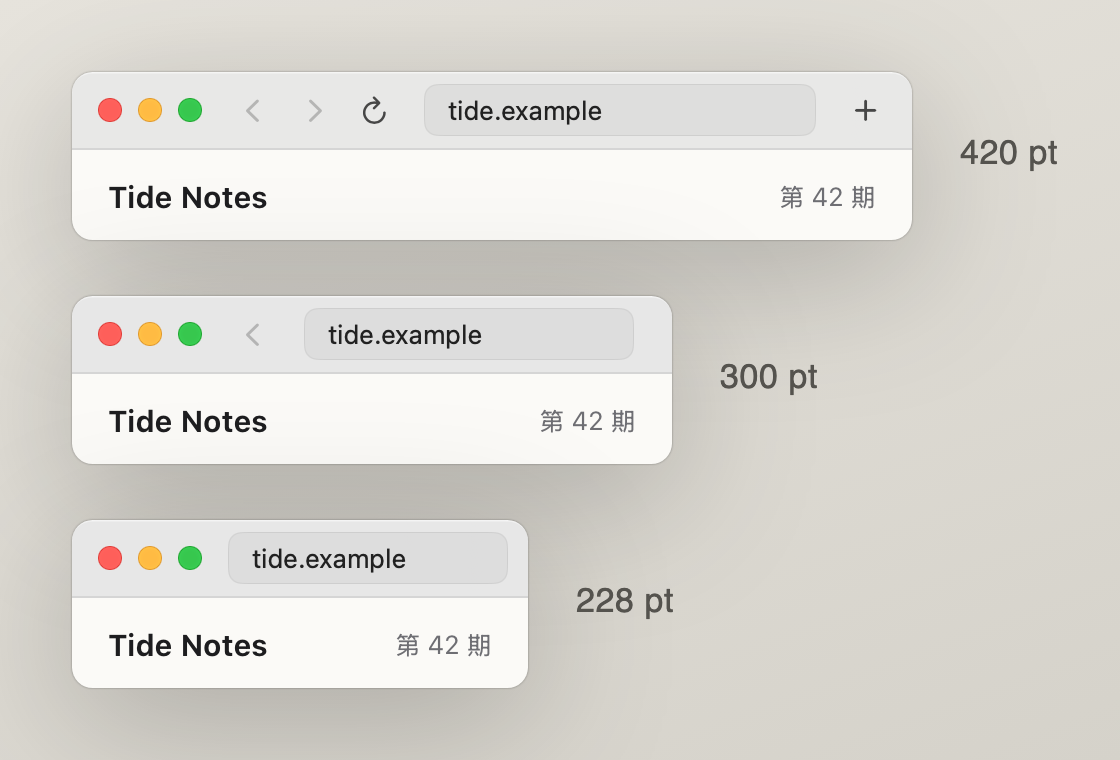 tide.example
Tide Notes 第 42 期
420 pt
tide.example
Tide Notes 第 42 期
300 pt
tide.example
Tide Notes 第 42 期
228 pt